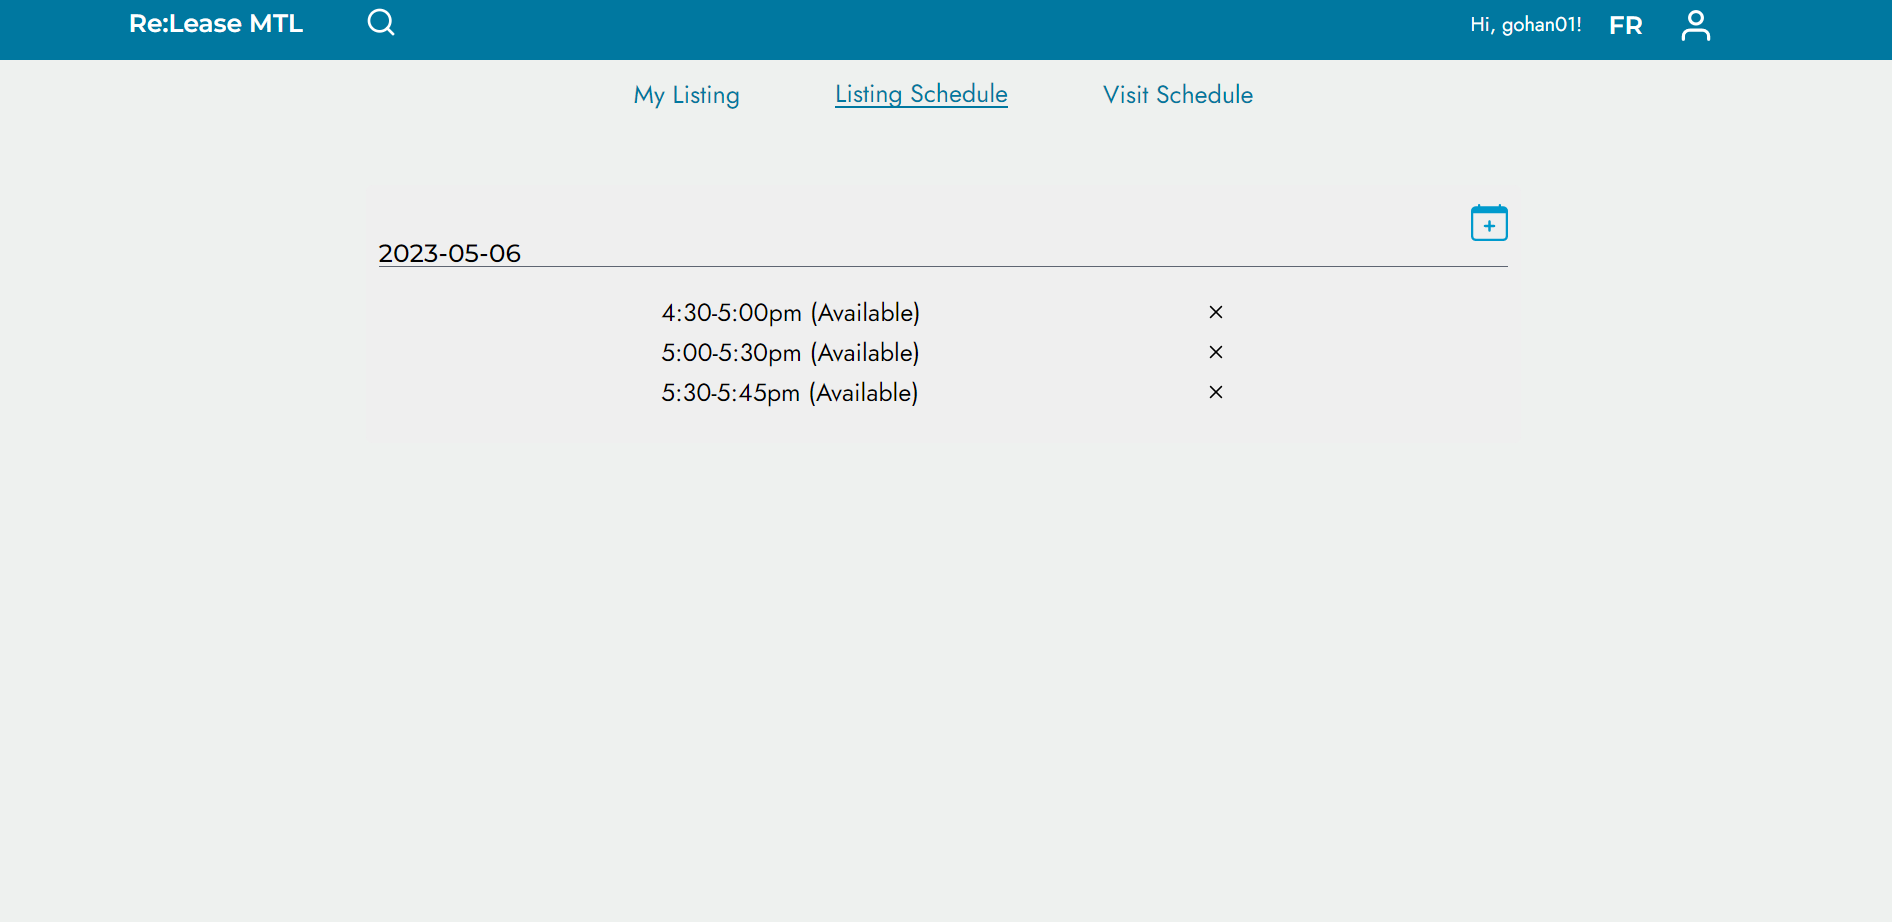 Re:Lease MTL
Hi, gohan01!
FR
My Listing
Listing Schedule
Visit Schedule
2023-05-06
4:30-5:00pm (Available)
5:00-5:30pm (Available)
5:30-5:45pm (Available)